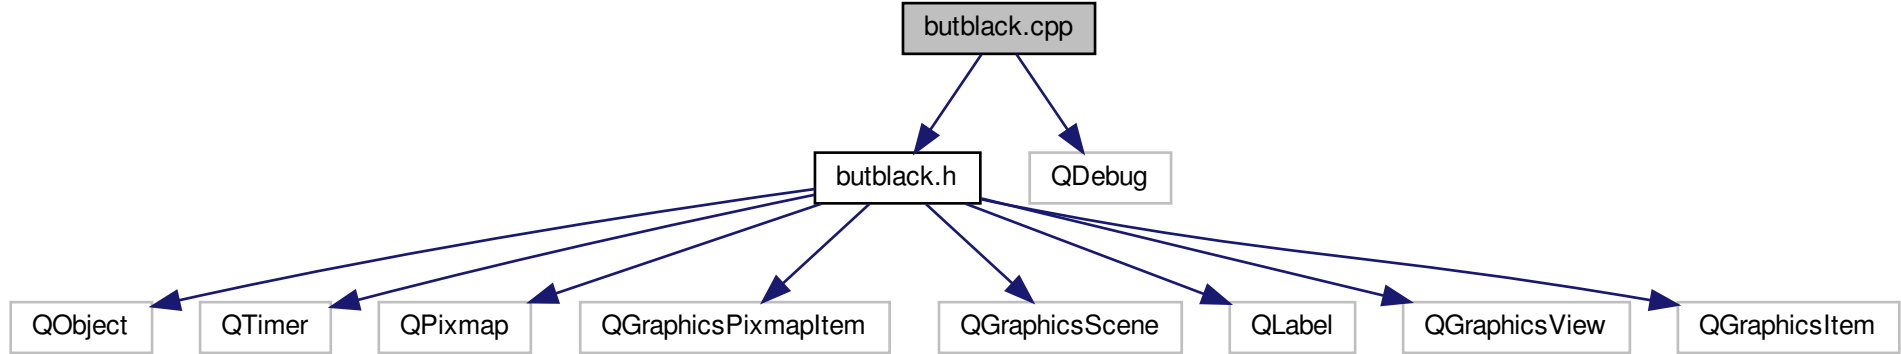 butblack.cpp
butblack.h
QDebug
QObject
QTimer
QPixmap
QGraphicsPixmapItem
QGraphicsScene
QLabel
QGraphicsView
QGraphicsItem